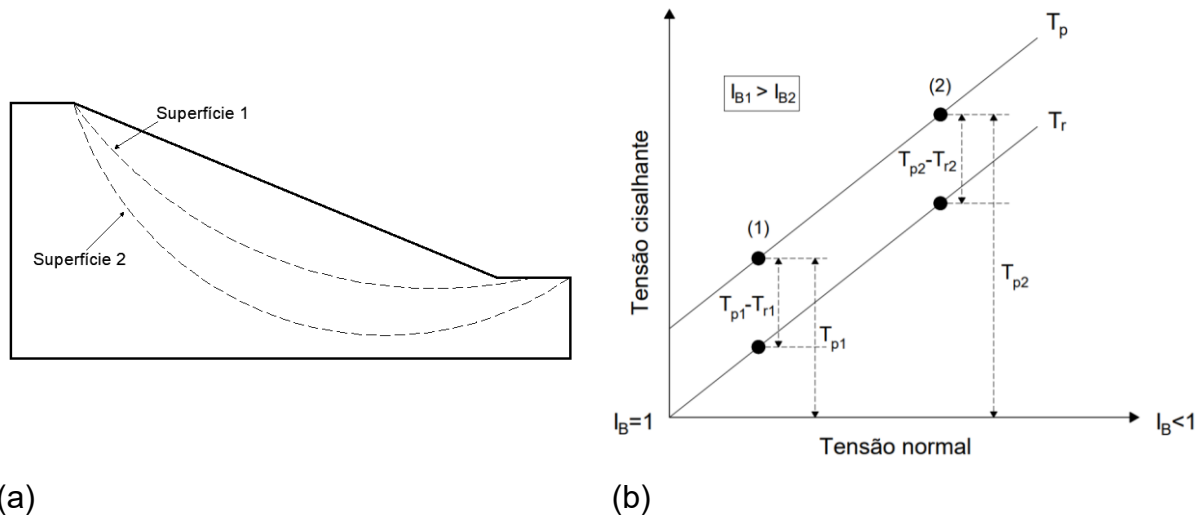 Superfície 1
Superfície 2
(a)
Tensão cisalhante
I_B1 > I_B2
T_p
(2)
T_r
T_p2-T_r2
(1)
T_p1-T_r1
T_p1
T_p2
I_B=1
I_B<1
Tensão normal
(b)